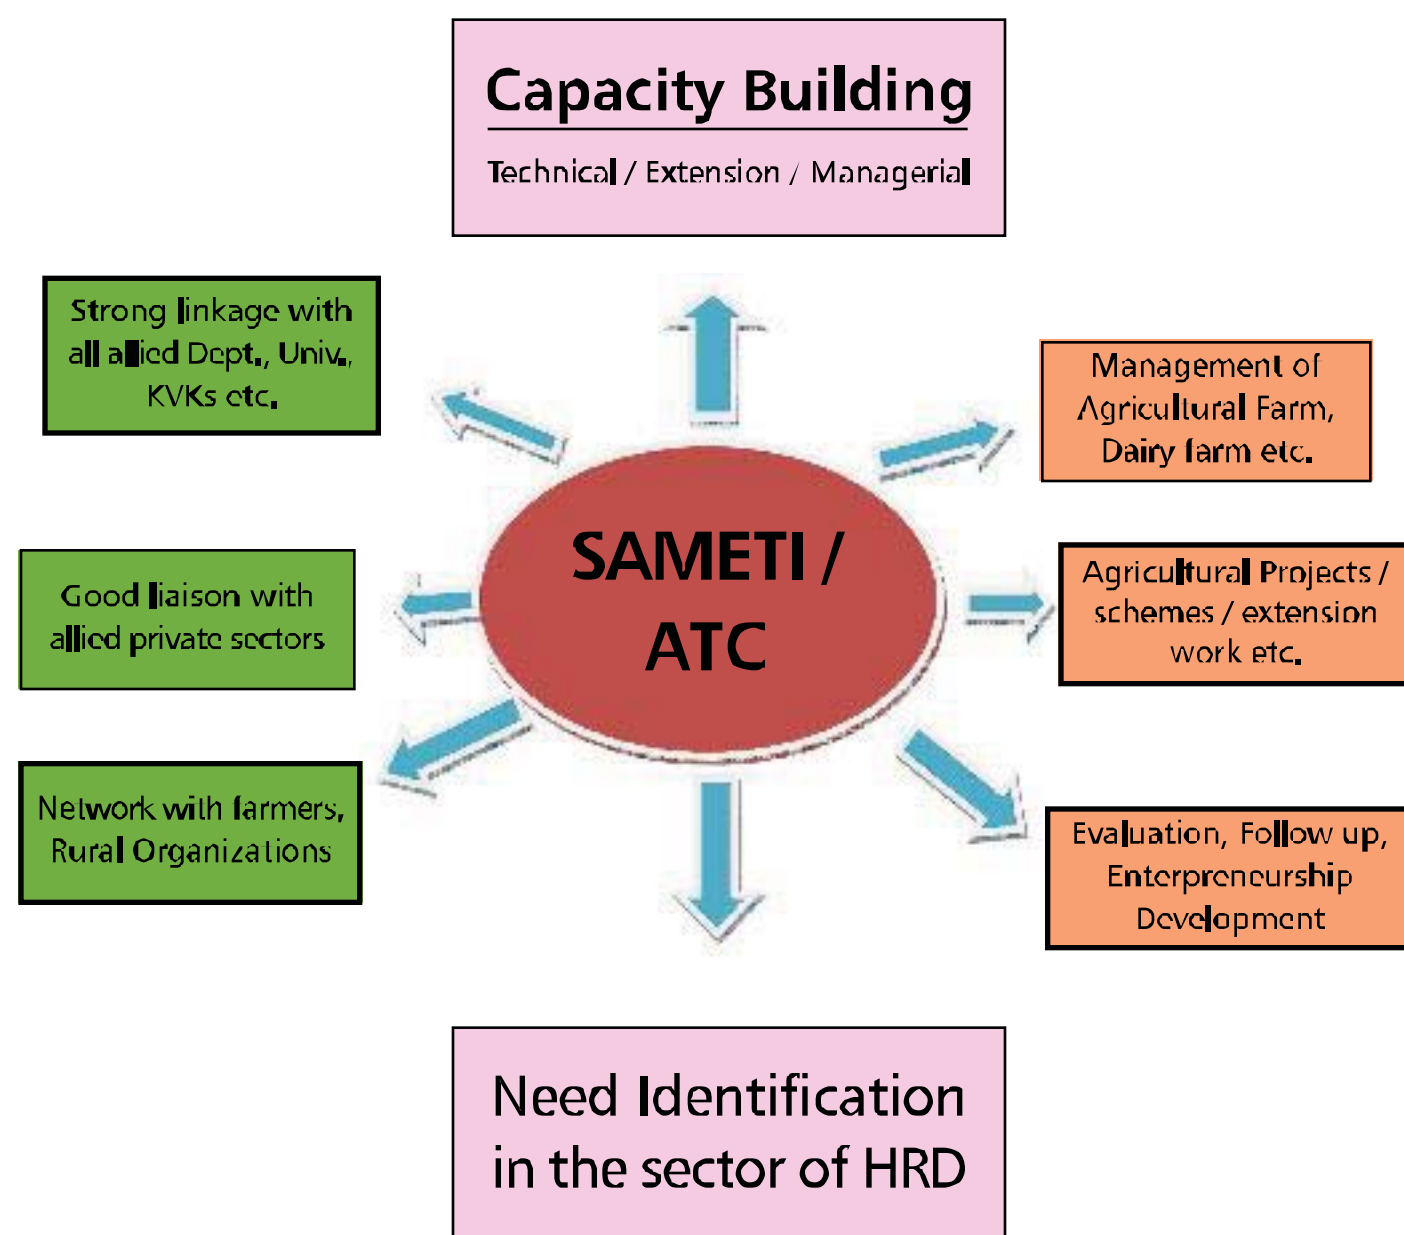 Capacity Building
Technical / Extension / Managerial
Strong linkage with
all allied Dept., Univ.,
KVKs etc.
Management of
Agricultural Farm,
Dairy farm etc.
SAMETI /
ATC
Good liaison with
allied private sectors
Agricultural Projects /
schemes / extension
work etc.
Network with farmers,
Rural Organizations
Evaluation, Follow up,
Enterpreneurship
Development
Need Identification
in the sector of HRD